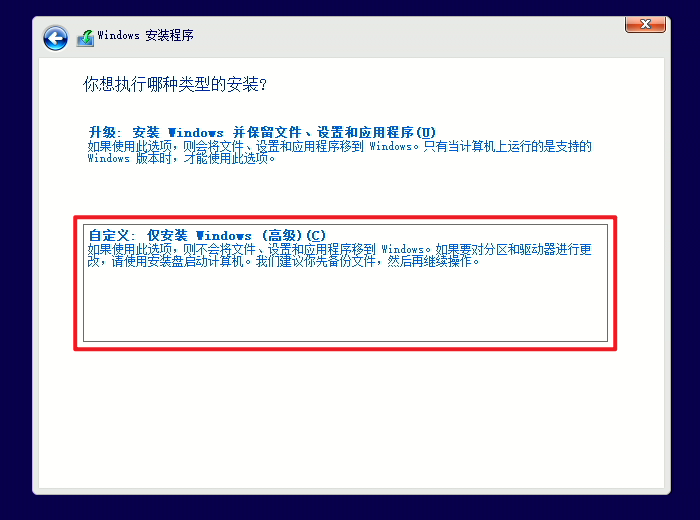 Windows 安装程序
你想执行哪种类型的安装?
升级: 安装 Windows 并保留文件、设置和应用程序(U)
如果使用此选项，则会将文件、设置和应用程序移到 Windows。只有当计算机上运行的是支持的
Windows 版本时，才能使用此选项。
自定义: 仅安装 Windows (高级)(C)
如果使用此选项，则不会将文件、设置和应用程序移到 Windows。如果要对分区和驱动器进行更
改，请使用安装盘启动计算机。我们建议你先备份文件，然后再继续操作。